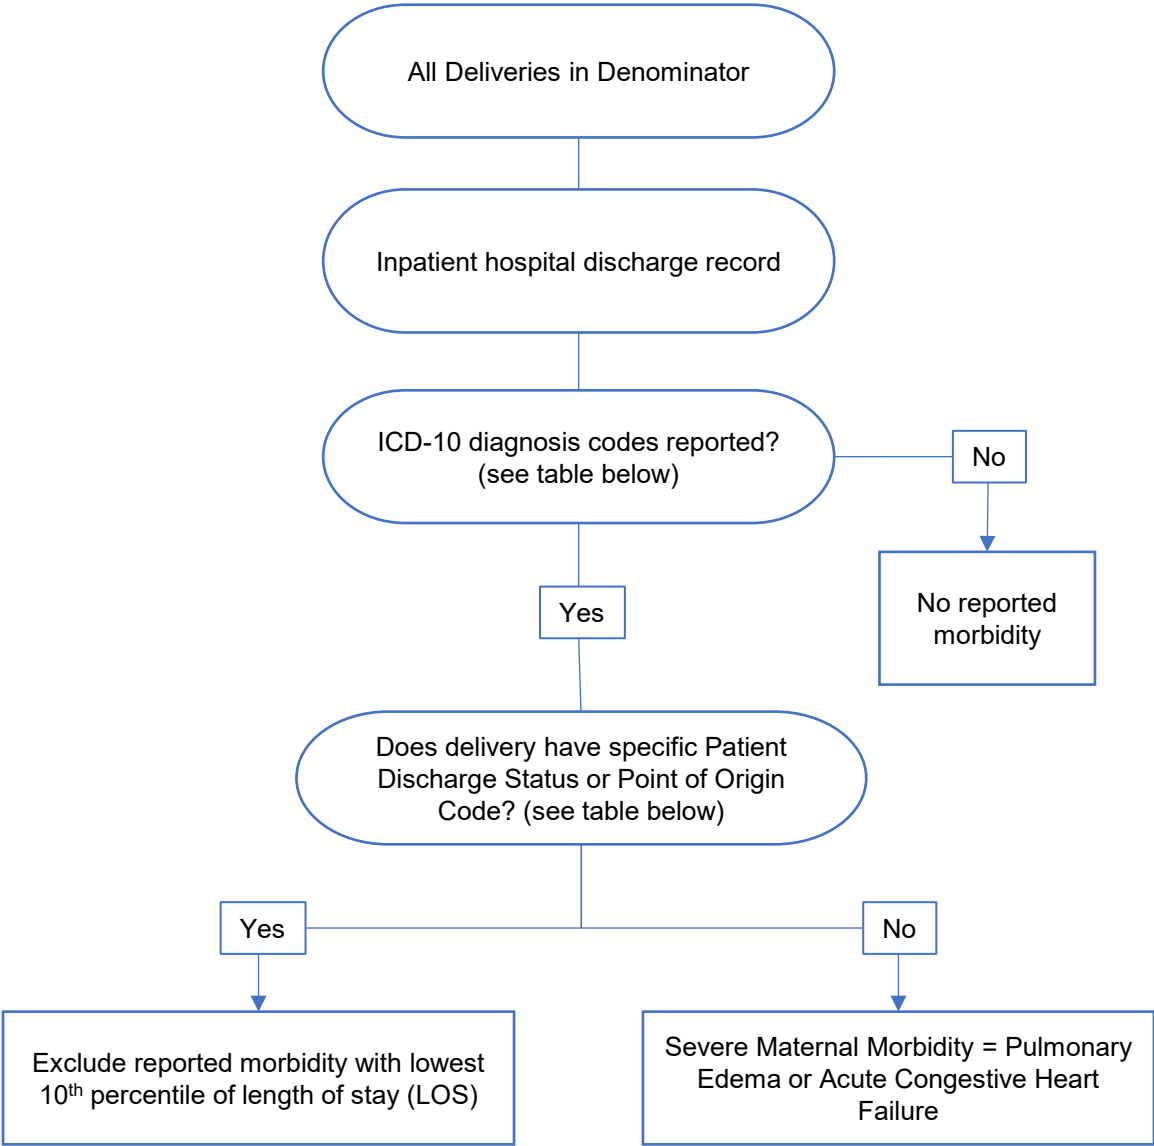 All Deliveries in Denominator
Inpatient hospital discharge record
ICD-10 diagnosis codes reported?
(see table below)
No
No reported
morbidity
Yes
Does delivery have specific Patient
Discharge Status or Point of Origin
Code? (see table below)
Yes
No
Exclude reported morbidity with lowest
10th percentile of length of stay (LOS)
Severe Maternal Morbidity = Pulmonary
Edema or Acute Congestive Heart
Failure